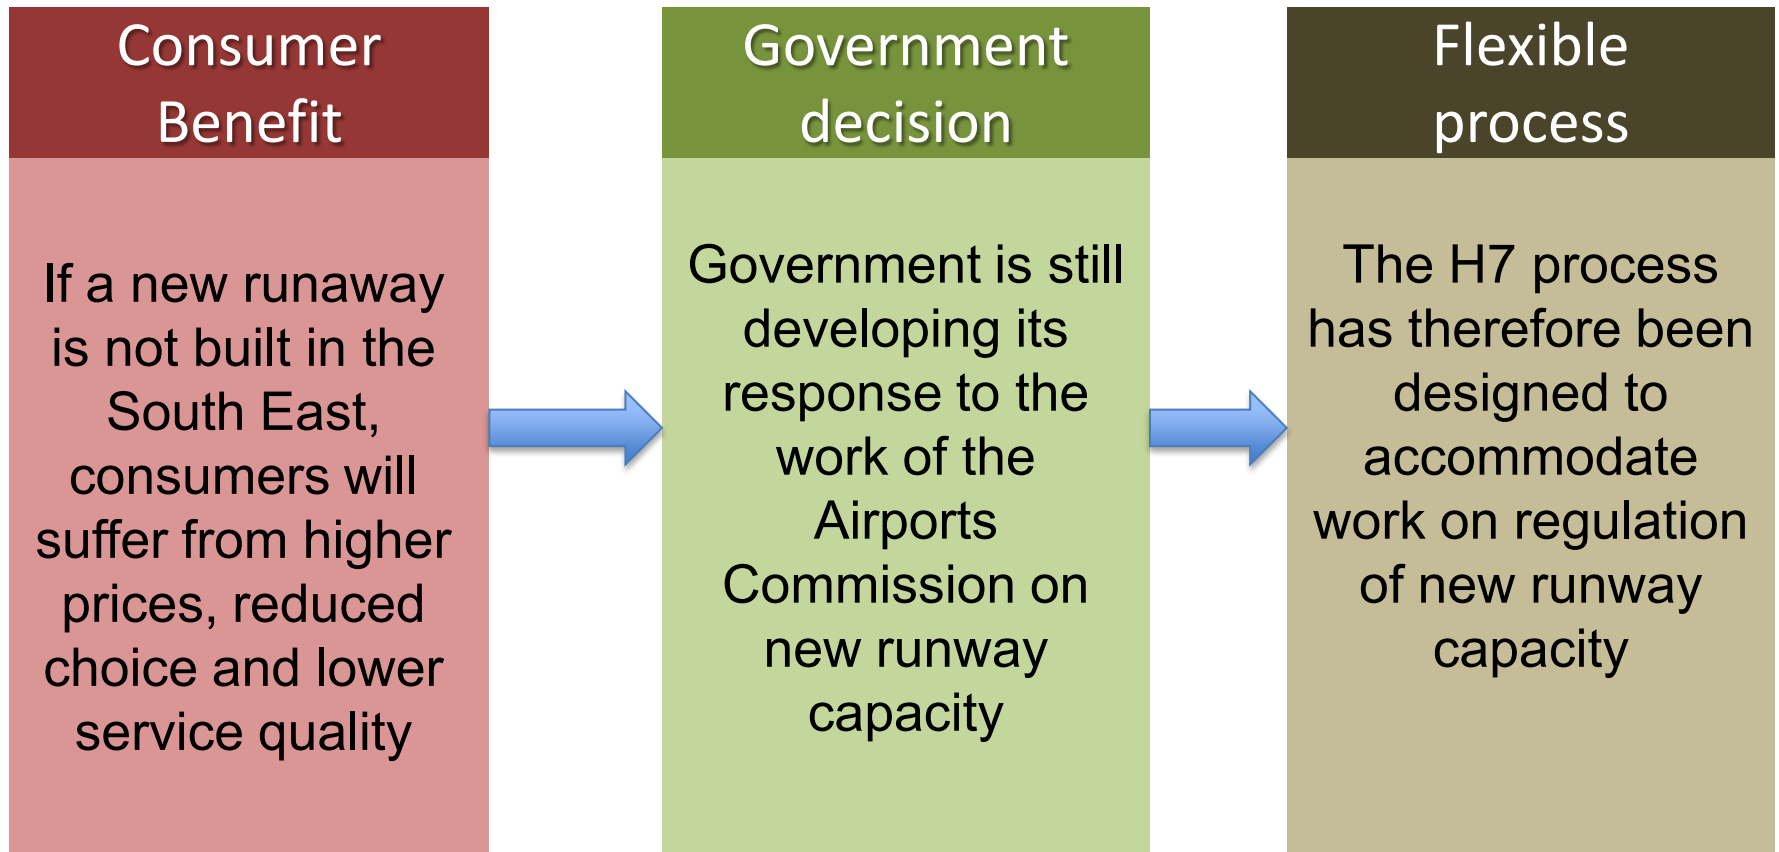 Consumer
Benefit
If a new runaway
is not built in the
South East,
consumers will
suffer from higher
prices, reduced
choice and lower
service quality
Government
decision
Government is still
developing its
response to the
work of the
Airports
Commission on
new runway
capacity
Flexible
process
The H7 process
has therefore been
designed to
accommodate
work on regulation
of new runway
capacity